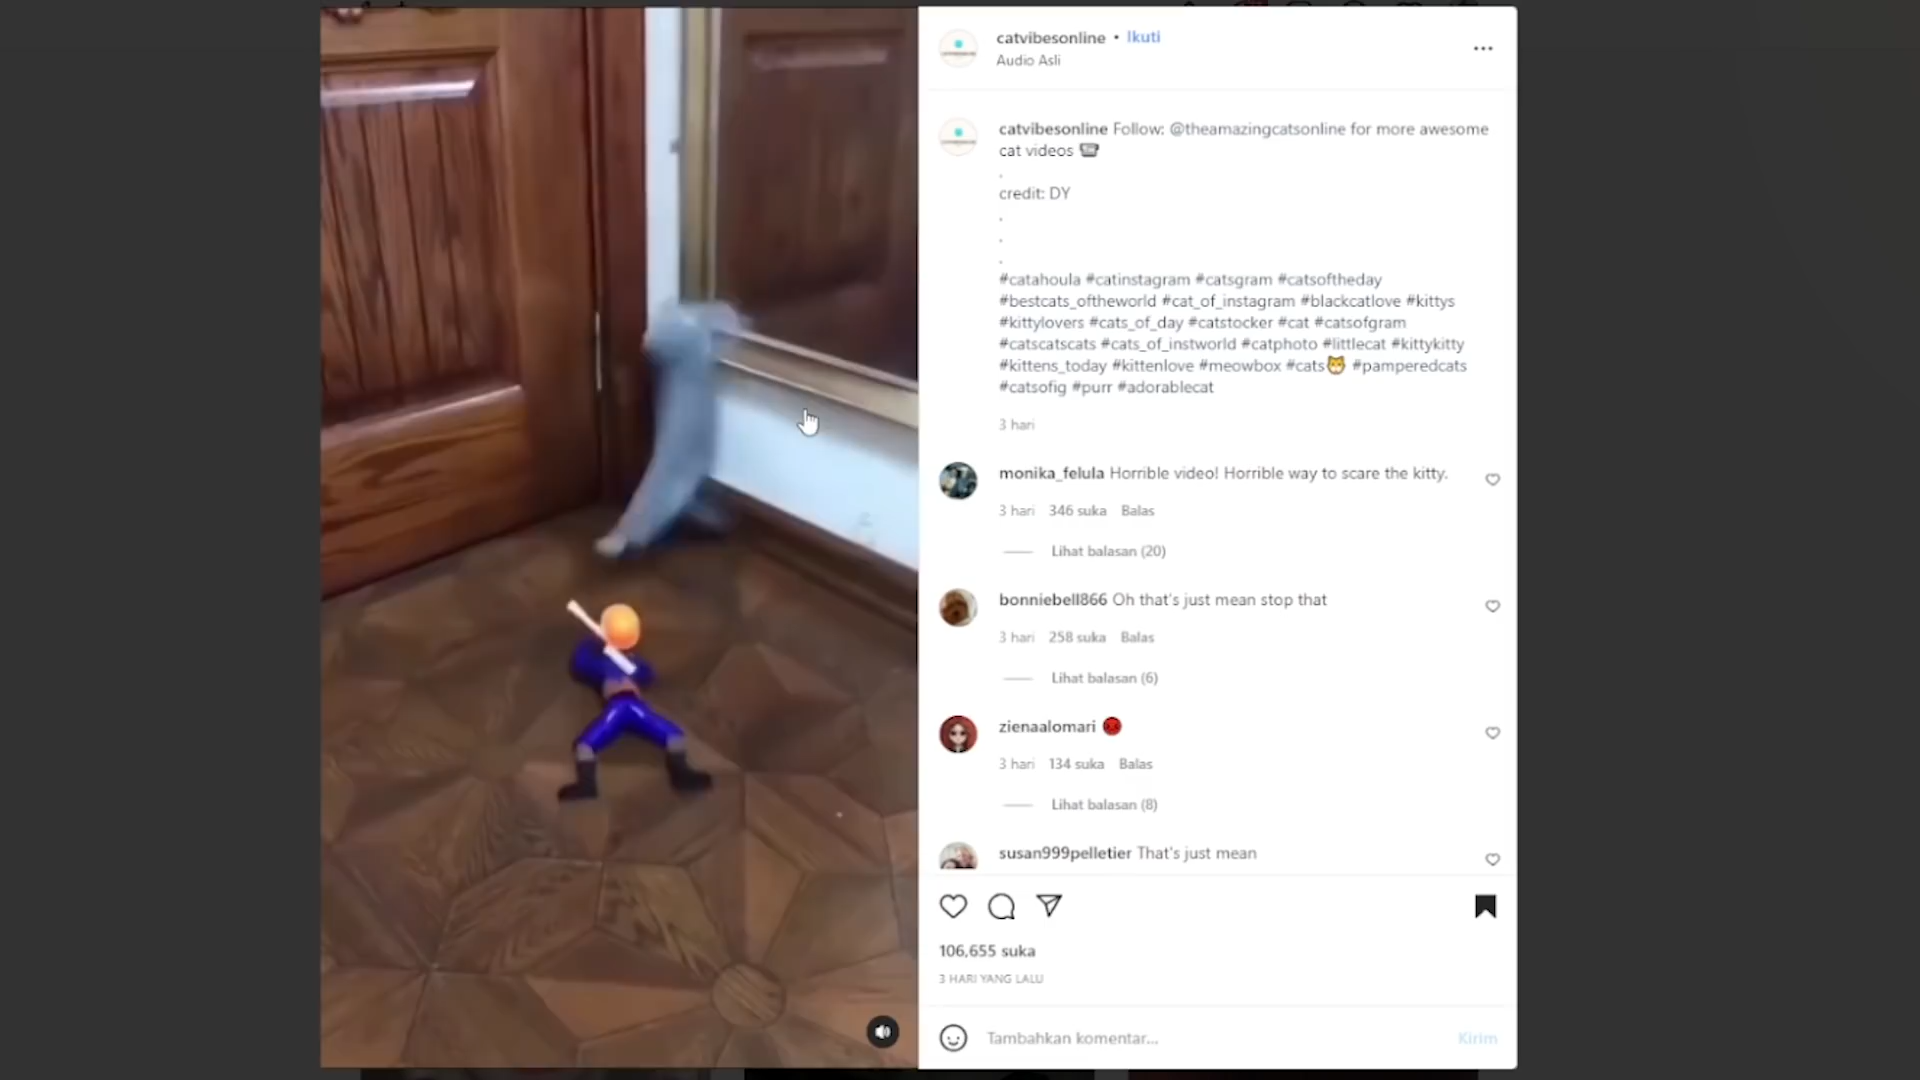 catvibesonline • Ikuti
Audio Asli
catvibesonline Follow: @theamazingcatsonline for more awesome
cat videos
.
credit: DY
.
.
.
#catahoula #catinstagram #catsgram #catsoftheday
#bestcats_oftheworld #cat_of_instagram #blackcatlove #kittys
#kittylovers #cats_of_day #catstocker #cat #catsofgram
#catscatscats #cats_of_instworld #catphoto #littlecat #kittykitty
#kittens_today #kittenlove #meowbox #cats🐱 #pamperedcats
#catsofig #purr #adorablecat
3 hari
monika_felula Horrible video! Horrible way to scare the kitty.
3 hari 346 suka Balas
Lihat balasan (20)
bonniebell866 Oh that's just mean stop that
3 hari 258 suka Balas
Lihat balasan (6)
zienaalomari 😡
3 hari 134 suka Balas
Lihat balasan (8)
susan999pelletier That's just mean
106,655 suka
3 HARI YANG LALU
Tambahkan komentar...
Kirim